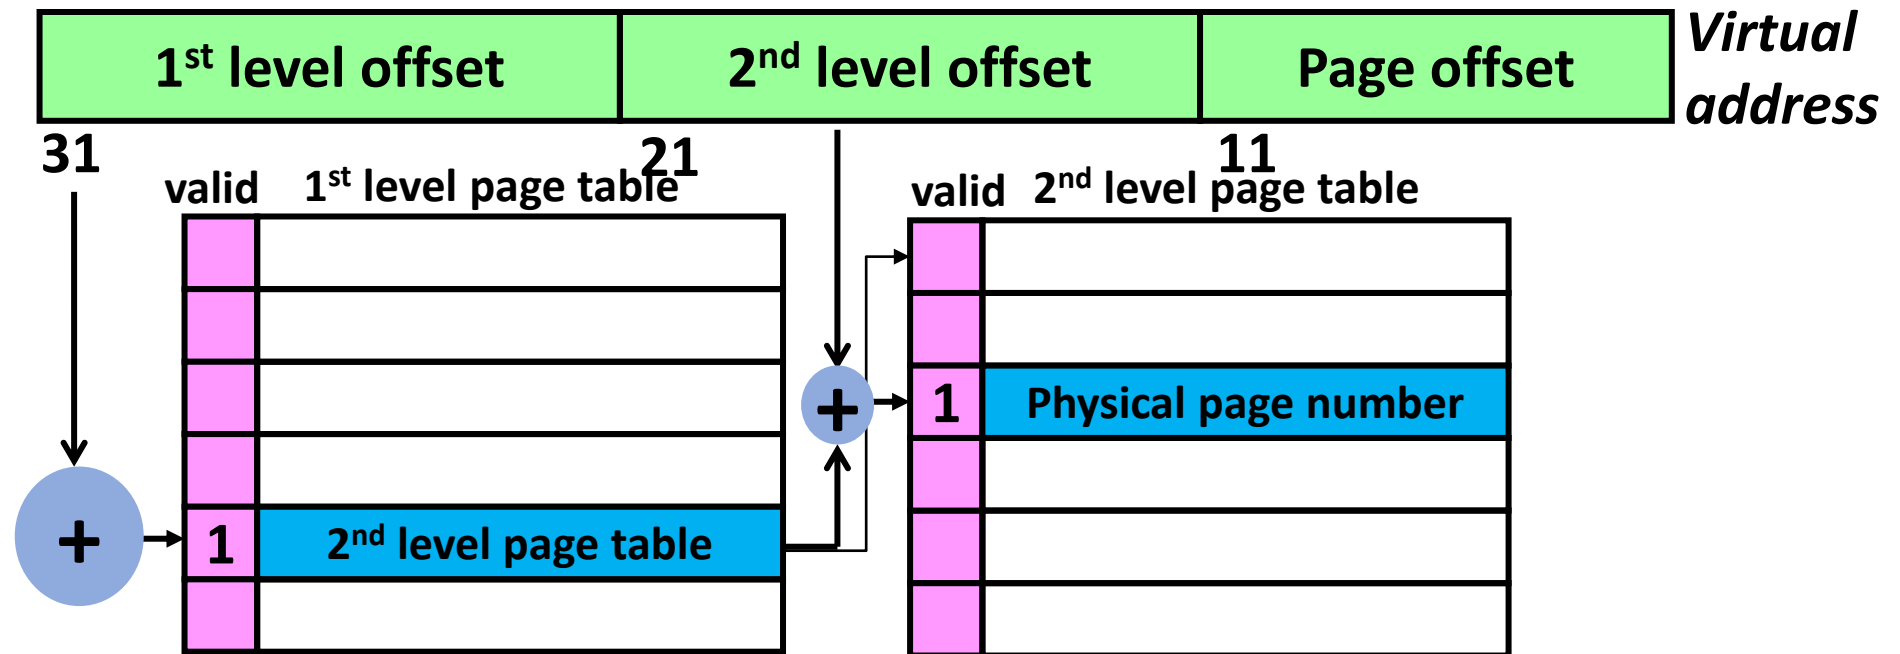 1st level offset 2nd level offset Page offset Virtual address
31 21 11
valid 1st level page table valid 2nd level page table
+ 1 Physical page number
+ 1 2nd level page table